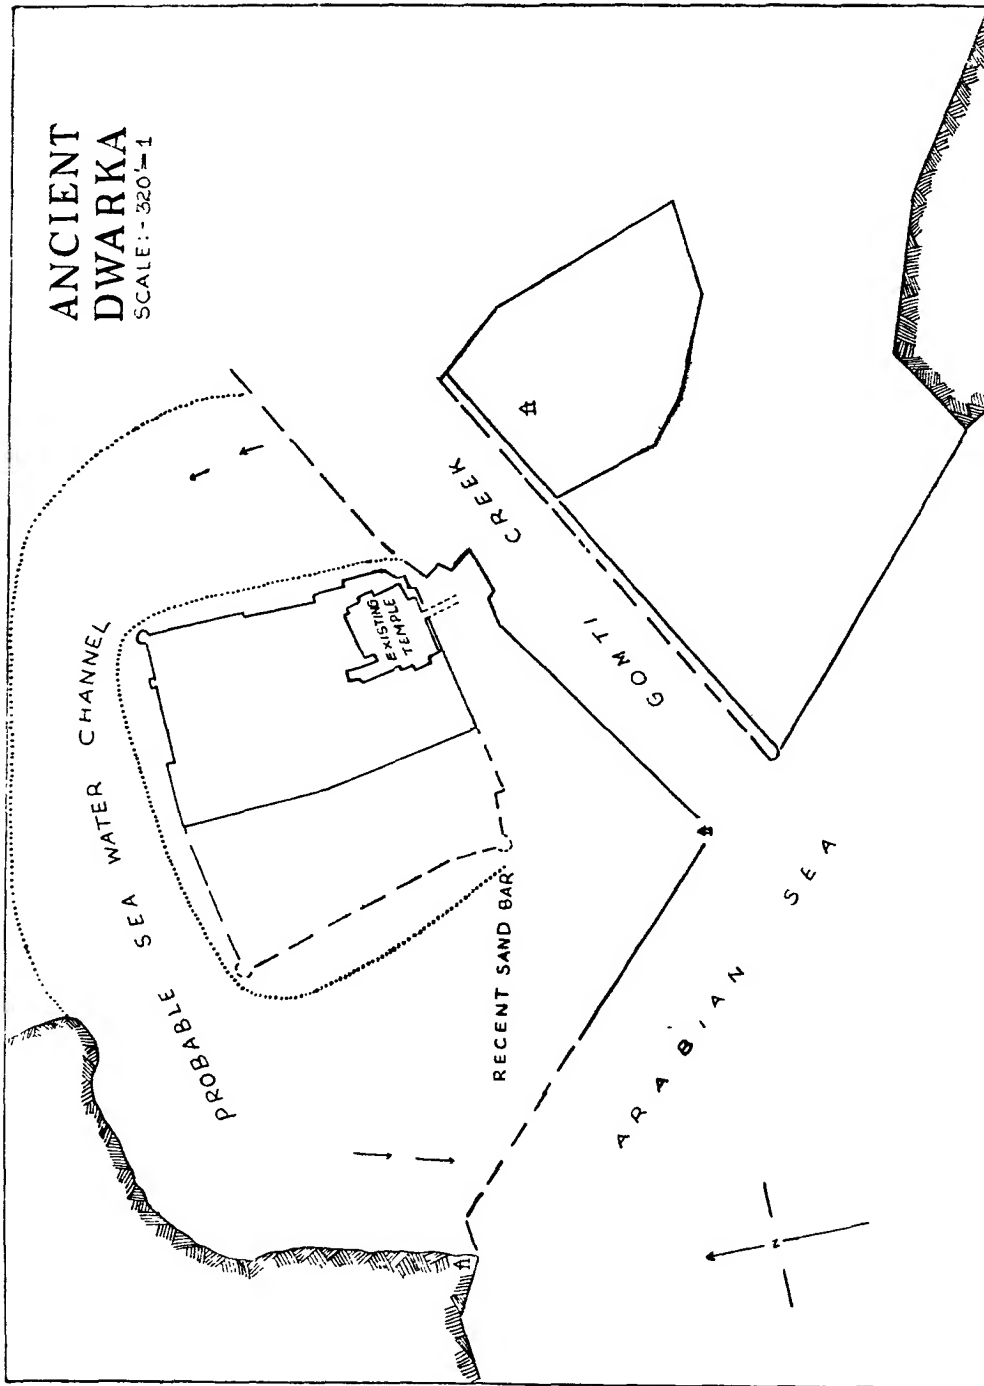 ANCIENT
DWARKA
SCALE:- 320'=1
PROBABLE SEA WATER CHANNEL
EXISTING
TEMPLE
CREEK
GOMTI
RECENT SAND BAR
ARABIAN SEA
N